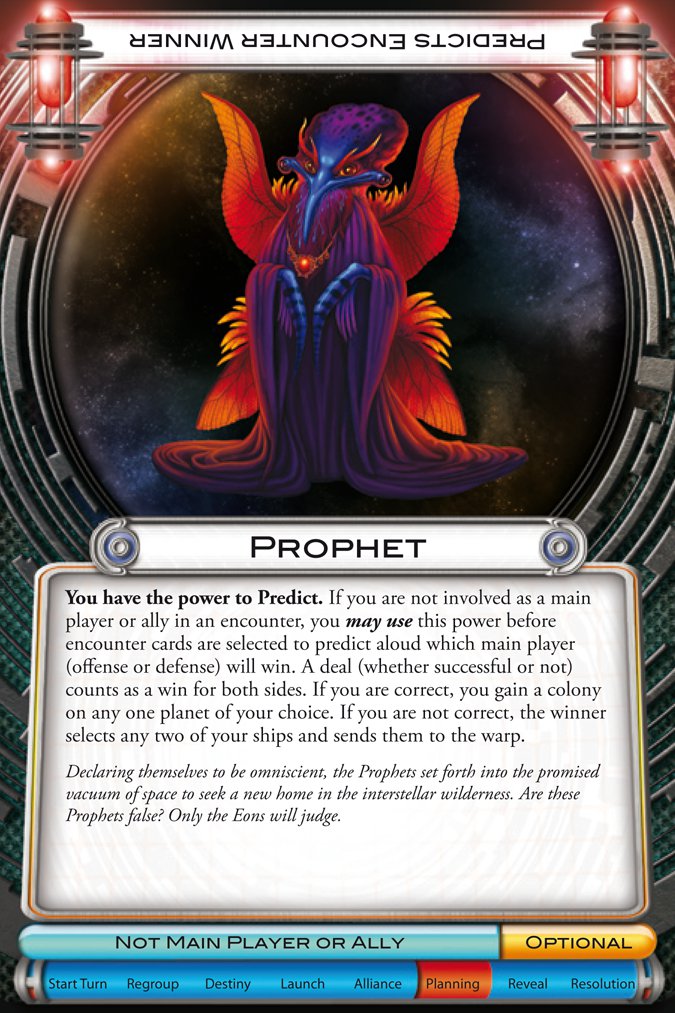 Predicts Encounter Winner
Prophet
You have the power to Predict. If you are not involved as a main
player or ally in an encounter, you may use this power before
encounter cards are selected to predict aloud which main player
(offense or defense) will win. A deal (whether successful or not)
counts as a win for both sides. If you are correct, you gain a colony
on any one planet of your choice. If you are not correct, the winner
selects any two of your ships and sends them to the warp.
Declaring themselves to be omniscient, the Prophets set forth into the promised
vacuum of space to seek a new home in the interstellar wilderness. Are these
Prophets false? Only the Eons will judge.
Not Main Player or Ally Optional
Start Turn Regroup Destiny Launch Alliance Planning Reveal Resolution